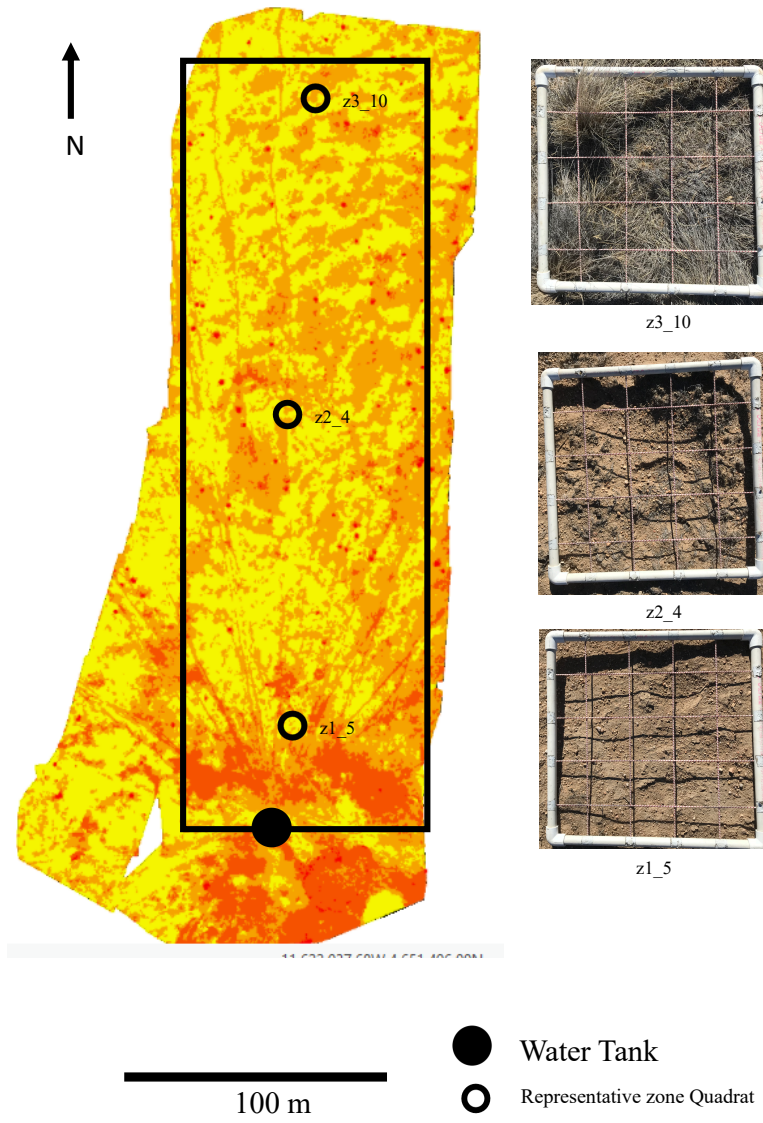 N
z3_10
z3_10
z2_4
z2_4
z1_5
z1_5
100 m
Water Tank
Representative zone Quadrat